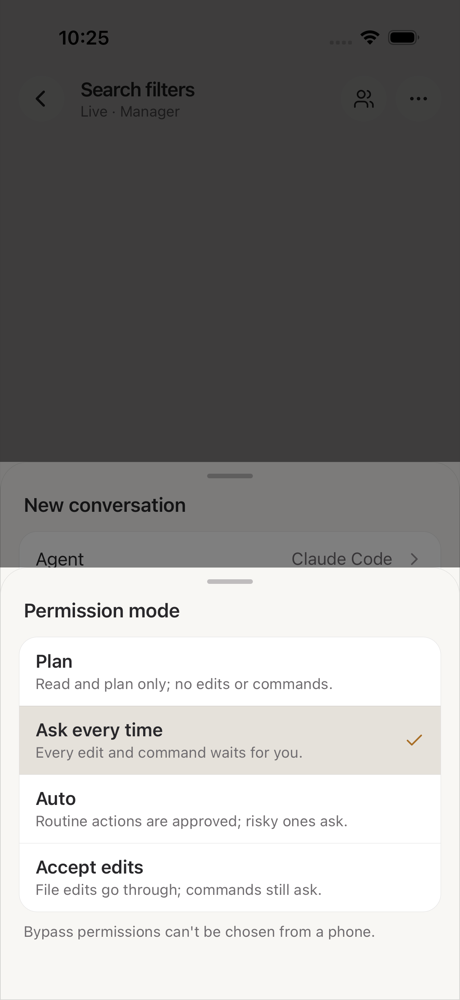 10:25
Search filters
Live · Manager
New conversation
Agent
Claude Code
Permission mode
Plan
Read and plan only; no edits or commands.
Ask every time
Every edit and command waits for you.
Auto
Routine actions are approved; risky ones ask.
Accept edits
File edits go through; commands still ask.
Bypass permissions can't be chosen from a phone.